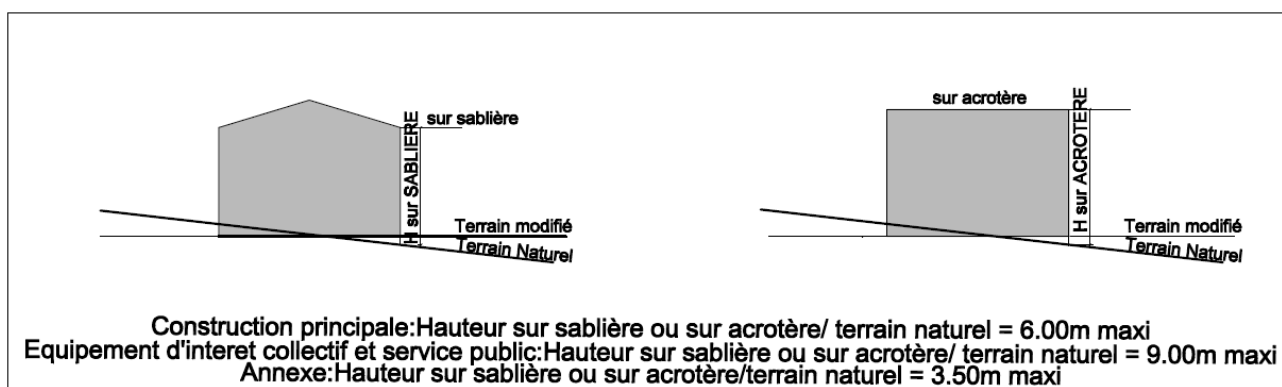 sur sablière
H sur SABLIERE
Terrain modifié
Terrain Naturel
sur acrotère
H sur ACROTERE
Terrain modifié
Terrain Naturel
Construction principale:Hauteur sur sablière ou sur acrotère/ terrain naturel = 6.00m maxi
Equipement d'interet collectif et service public:Hauteur sur sablière ou sur acrotère/ terrain naturel = 9.00m maxi
Annexe:Hauteur sur sablière ou sur acrotère/terrain naturel = 3.50m maxi